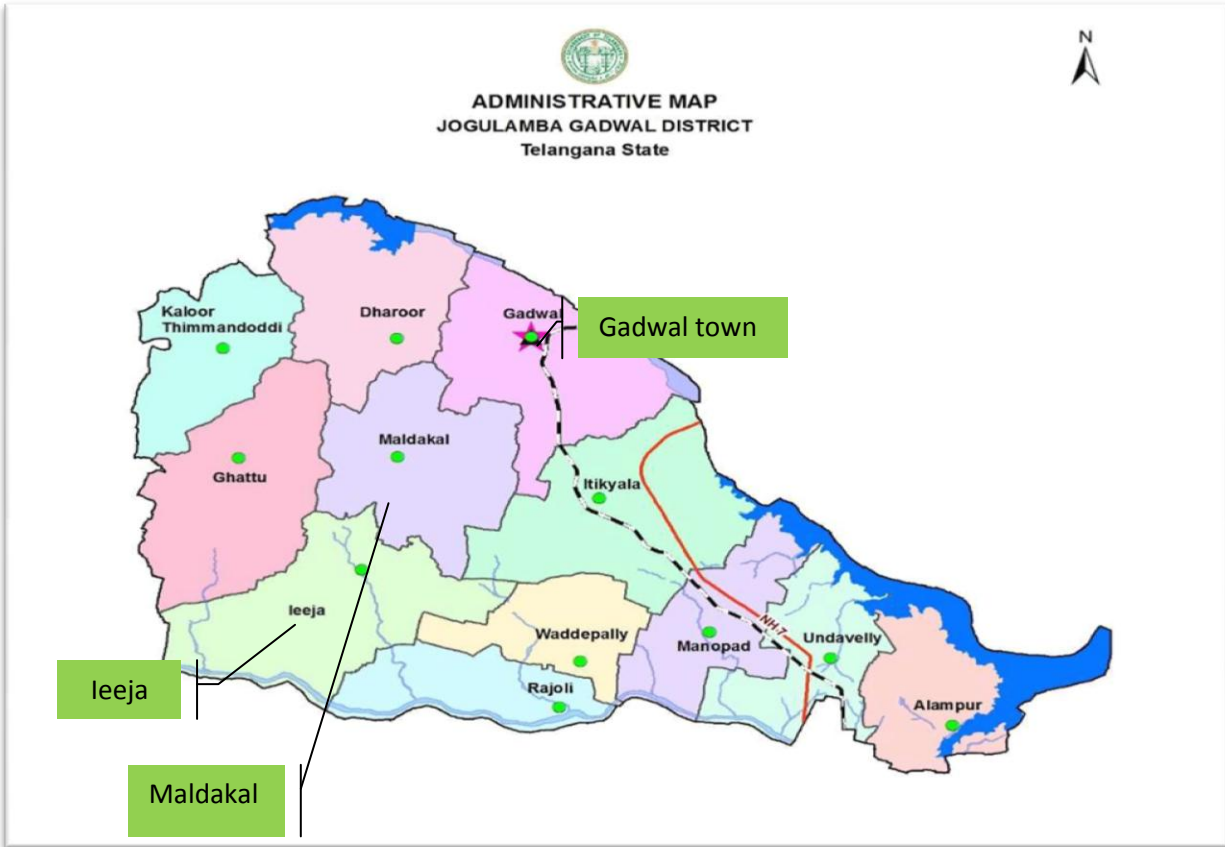 N
ADMINISTRATIVE MAP
JOGULAMBA GADWAL DISTRICT
Telangana State
Kaloor
Thimmandoddi
Dharoor
Gadwal
Gadwal town
Maldakal
Ghattu
Itikyala
Ieeja
Waddepally
NH-7
Manopad
Undavelly
Ieeja
Rajoli
Alampur
Maldakal